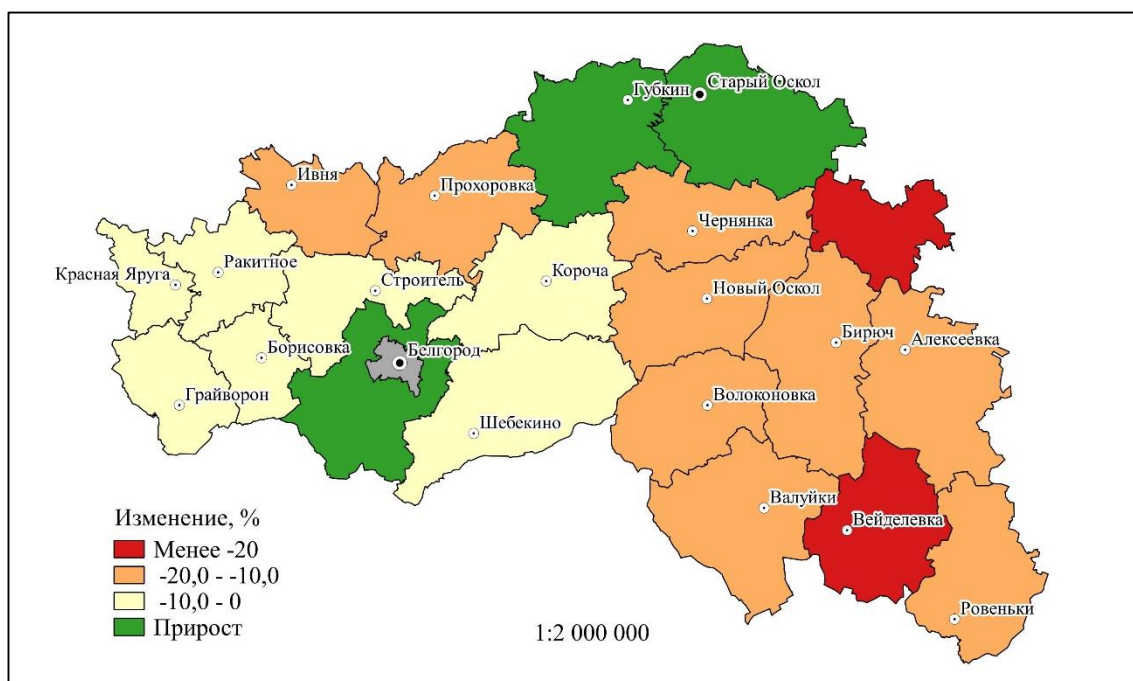 Губкин
Старый Оскол
Ивня
Прохоровка
Чернянка
Красная Яруга
Ракитное
Строитель
Короча
Новый Оскол
Бирюч
Алексеевка
Борисовка
Белгород
Грайворон
Волоконовка
Шебекино
Валуйки
Вейделевка
Ровеньки
Изменение, %
Менее -20
-20,0 - -10,0
-10,0 - 0
Прирост
1:2 000 000